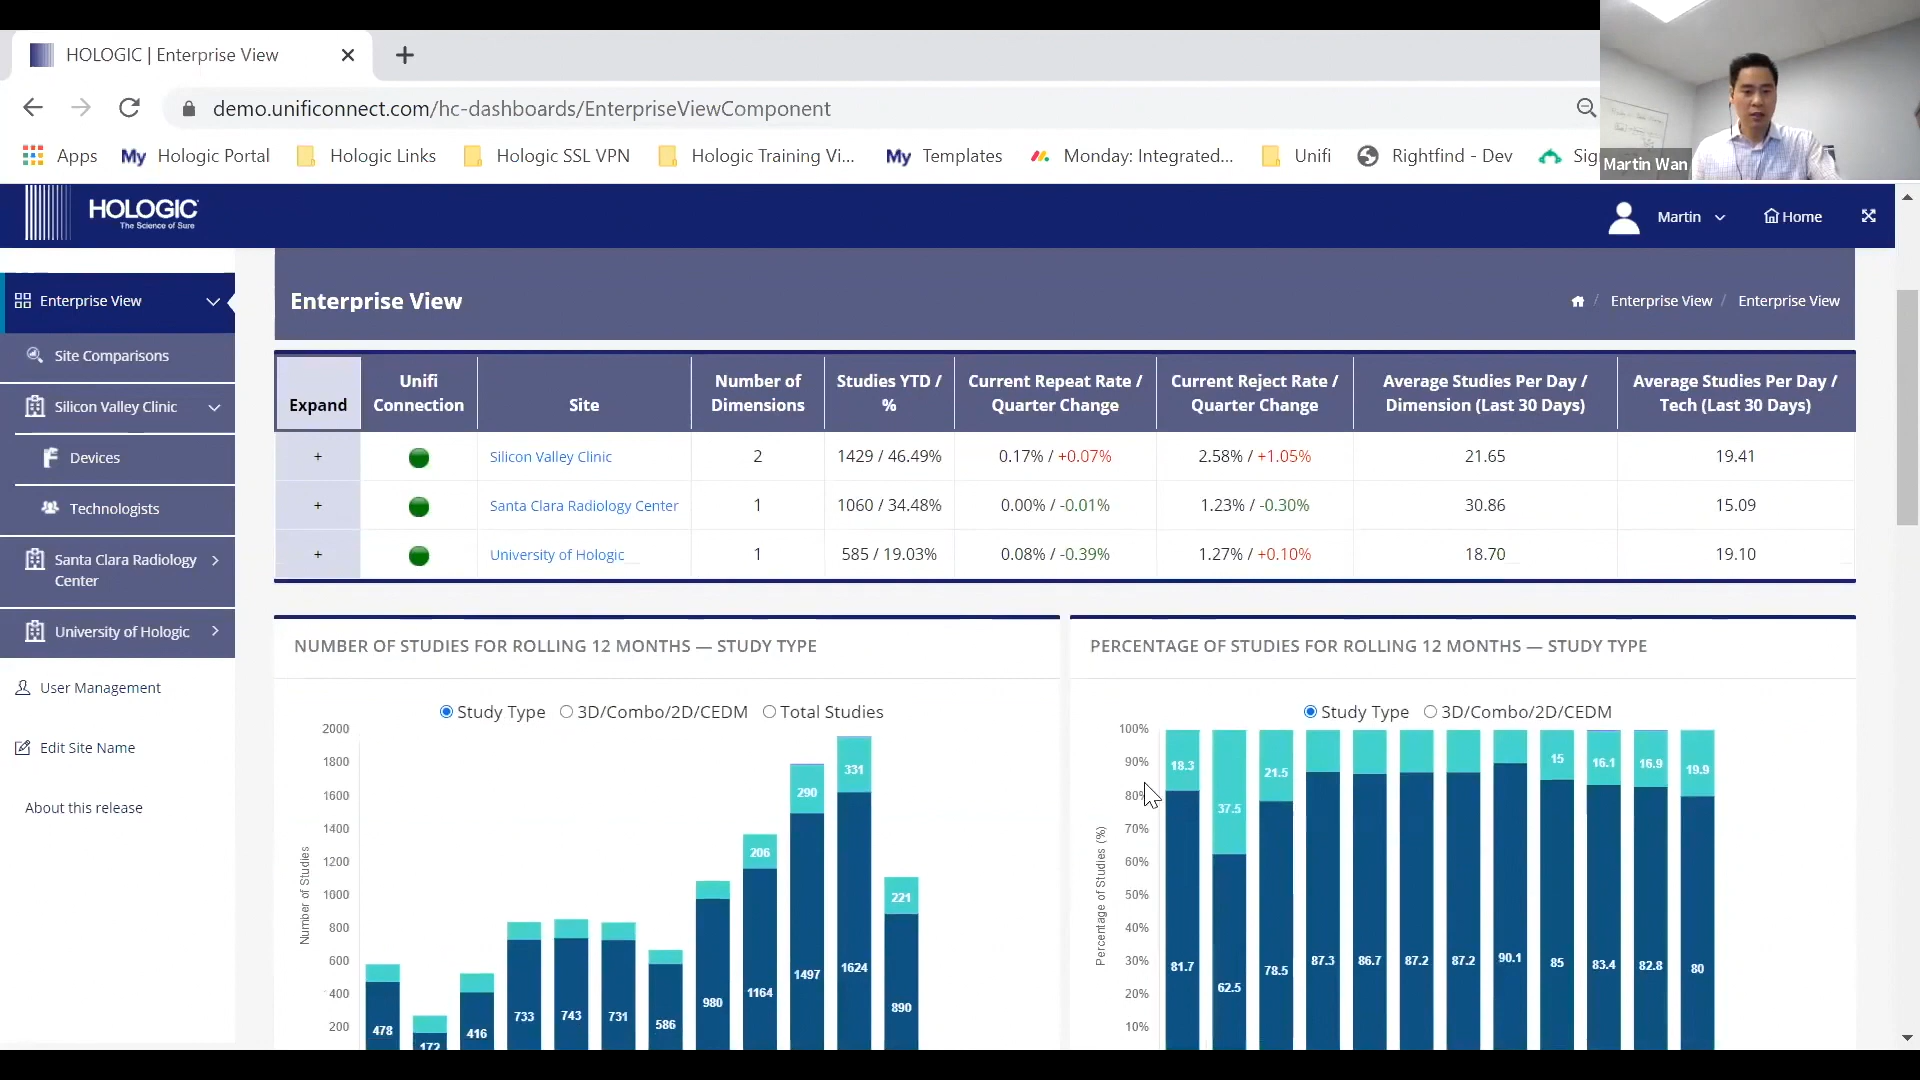 HOLOGIC | Enterprise View
demo.unificonnect.com/hc-dashboards/EnterpriseViewComponent
Apps My Hologic Portal Hologic Links Hologic SSL VPN Hologic Training Vi... My Templates Monday: Integrated... Unifi Rightfind - Dev Sig
Martin Wan
HOLOGIC
The Science of Sure
Martin Home
Enterprise View
Site Comparisons
Silicon Valley Clinic
Devices
Technologists
Santa Clara Radiology
Center
University of Hologic
User Management
Edit Site Name
About this release
Enterprise View
Enterprise View / Enterprise View
Expand Unifi Connection Site Number of Dimensions Studies YTD / % Current Repeat Rate / Quarter Change Current Reject Rate / Quarter Change Average Studies Per Day / Dimension (Last 30 Days) Average Studies Per Day / Tech (Last 30 Days)
+ Silicon Valley Clinic 2 1429 / 46.49% 0.17% / +0.07% 2.58% / +1.05% 21.65 19.41
+ Santa Clara Radiology Center 1 1060 / 34.48% 0.00% / -0.01% 1.23% / -0.30% 30.86 15.09
+ University of Hologic 1 585 / 19.03% 0.08% / -0.39% 1.27% / +0.10% 18.70 19.10
NUMBER OF STUDIES FOR ROLLING 12 MONTHS — STUDY TYPE
Study Type 3D/Combo/2D/CEDM Total Studies
Number of Studies
2000
1800
1600
1400
1200
1000
800
600
400
200
331
290
206
221
478 172 416 733 743 731 586 980 1164 1497 1624 890
PERCENTAGE OF STUDIES FOR ROLLING 12 MONTHS — STUDY TYPE
Study Type 3D/Combo/2D/CEDM
Percentage of Studies (%)
100%
90%
80%
70%
60%
50%
40%
30%
20%
10%
18.3 37.5 21.5 15 16.1 16.9 19.9
81.7 62.5 78.5 87.3 86.7 87.2 87.2 90.1 85 83.4 82.8 80